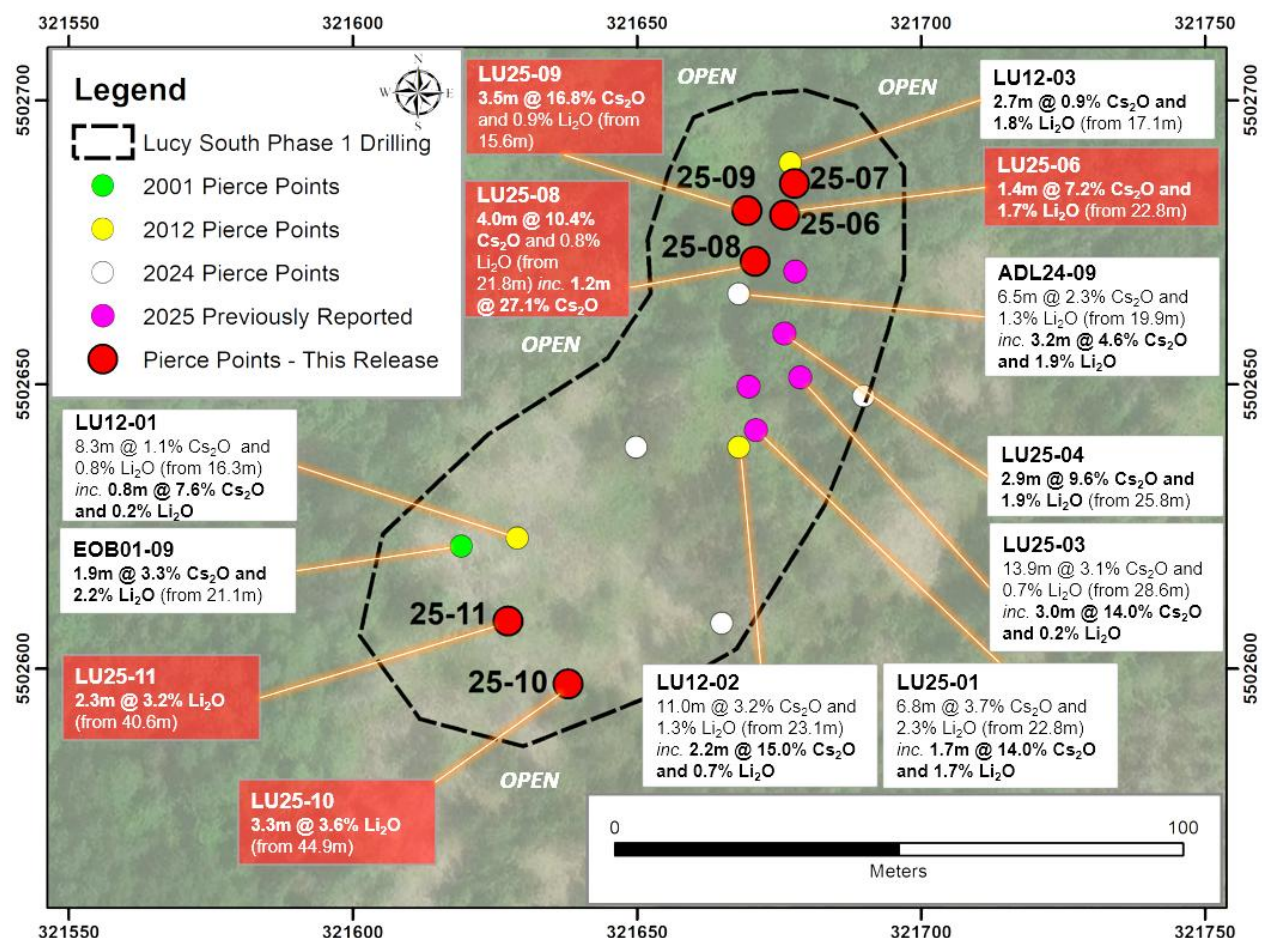 321550 321600 321650 321700 321750
5502700
5502650
5502600
Legend
N
W E
S
Lucy South Phase 1 Drilling
2001 Pierce Points
2012 Pierce Points
2024 Pierce Points
2025 Previously Reported
Pierce Points - This Release
LU25-09
3.5m @ 16.8% Cs₂O
and 0.9% Li₂O (from
15.6m)
OPEN
OPEN
LU12-03
2.7m @ 0.9% Cs₂O and
1.8% Li₂O (from 17.1m)
5502700
LU25-08
4.0m @ 10.4%
Cs₂O and 0.8%
Li₂O (from
21.8m) inc. 1.2m
@ 27.1% Cs₂O
25-09
25-07
25-06
25-08
LU25-06
1.4m @ 7.2% Cs₂O and
1.7% Li₂O (from 22.8m)
ADL24-09
6.5m @ 2.3% Cs₂O and
1.3% Li₂O (from 19.9m)
inc. 3.2m @ 4.6% Cs₂O
and 1.9% Li₂O
OPEN
5502650
LU12-01
8.3m @ 1.1% Cs₂O and
0.8% Li₂O (from 16.3m)
inc. 0.8m @ 7.6% Cs₂O
and 0.2% Li₂O
LU25-04
2.9m @ 9.6% Cs₂O and
1.9% Li₂O (from 25.8m)
EOB01-09
1.9m @ 3.3% Cs₂O and
2.2% Li₂O (from 21.1m)
LU25-03
13.9m @ 3.1% Cs₂O and
0.7% Li₂O (from 28.6m)
inc. 3.0m @ 14.0% Cs₂O
and 0.2% Li₂O
25-11
25-10
5502600
LU25-11
2.3m @ 3.2% Li₂O
(from 40.6m)
LU12-02
11.0m @ 3.2% Cs₂O and
1.3% Li₂O (from 23.1m)
inc. 2.2m @ 15.0% Cs₂O
and 0.7% Li₂O
LU25-01
6.8m @ 3.7% Cs₂O and
2.3% Li₂O (from 22.8m)
inc. 1.7m @ 14.0% Cs₂O
and 1.7% Li₂O
OPEN
LU25-10
3.3m @ 3.6% Li₂O
(from 44.9m)
0 100
Meters
321550 321600 321650 321700 321750